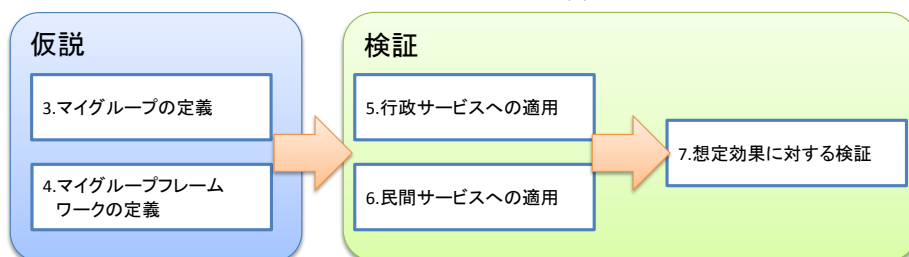 仮説
3.マイグループの定義
4.マイグループフレーム
ワークの定義
検証
5.行政サービスへの適用
6.民間サービスへの適用
7.想定効果に対する検証